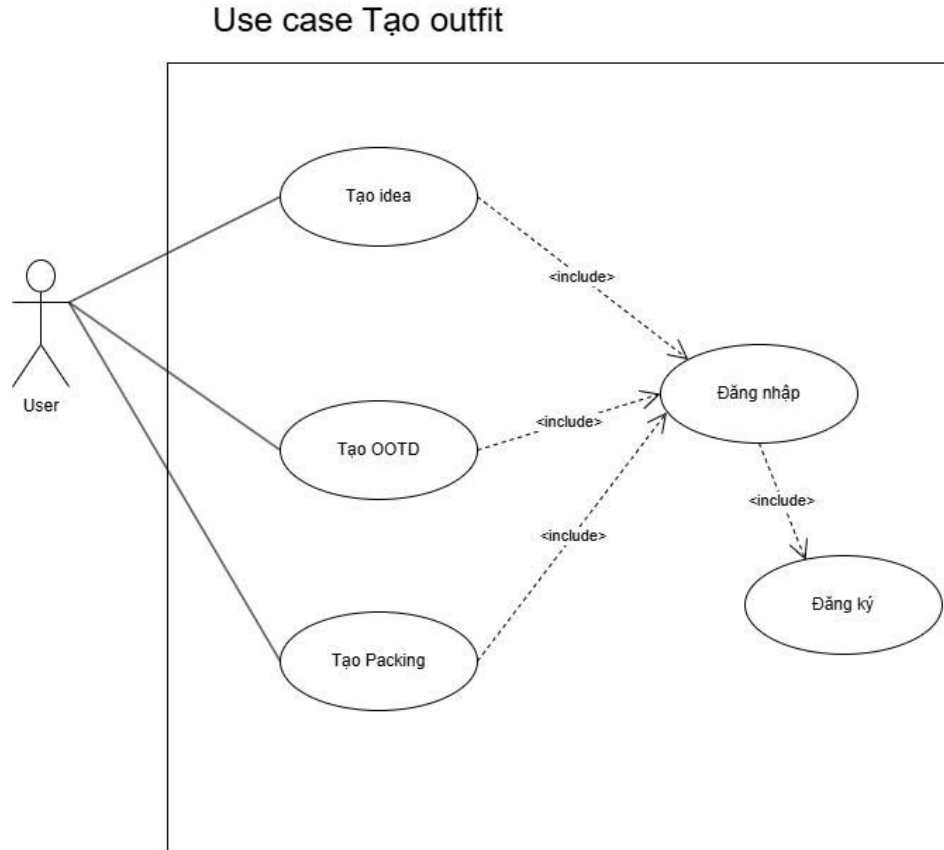 Use case Tạo outfit
Tạo idea
<include>
User
Đăng nhập
Tạo OOTD
<include>
<include>
<include>
Đăng ký
Tạo Packing